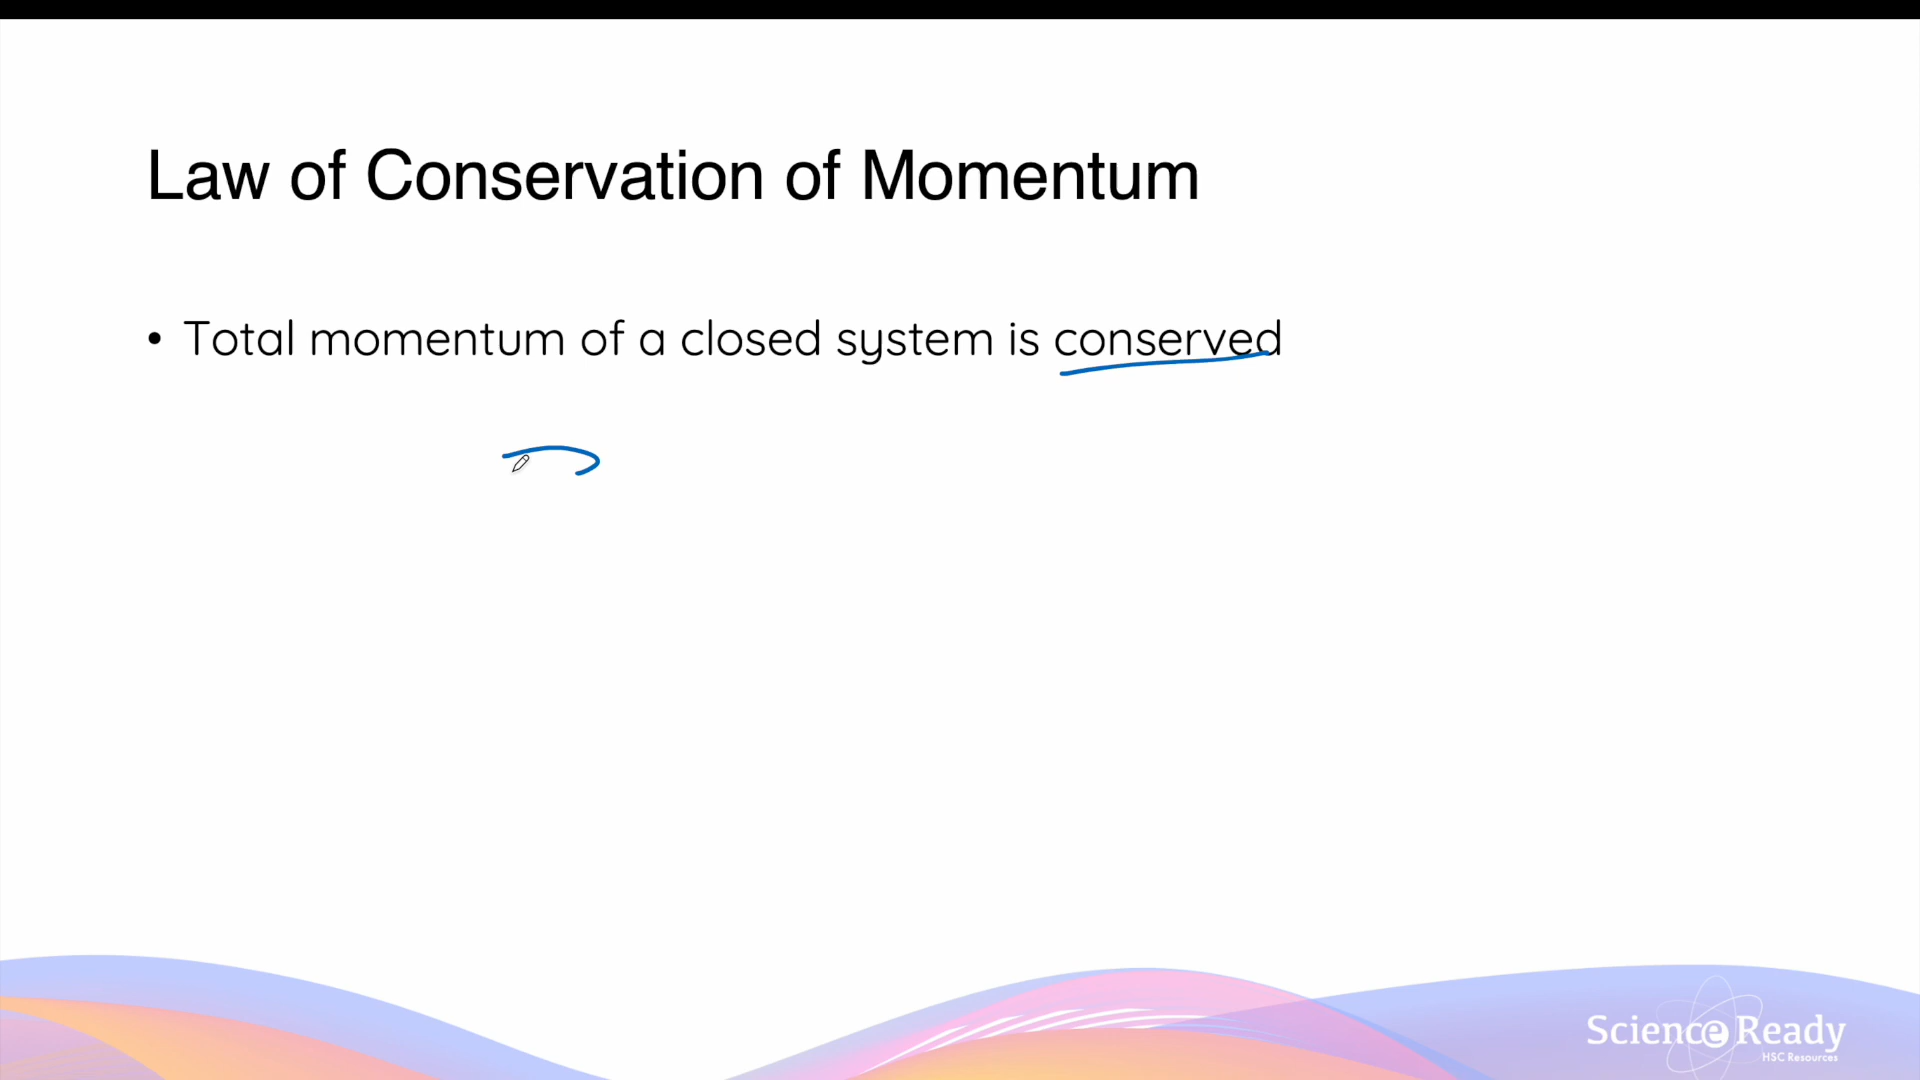 Law of Conservation of Momentum
• Total momentum of a closed system is conserved
Science Ready
HSC Resources